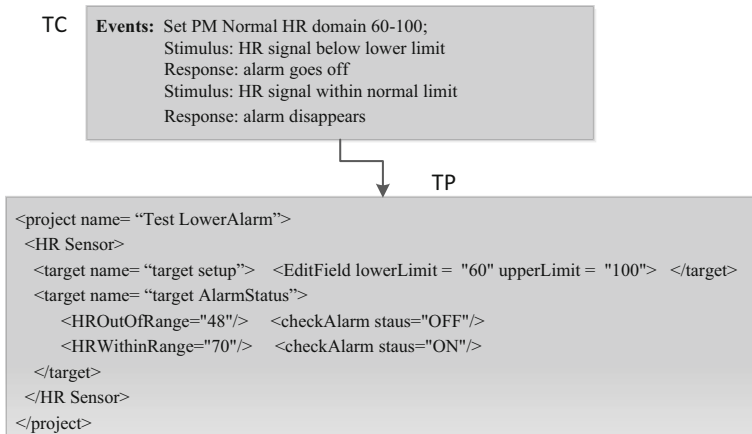 TC
Events: Set PM Normal HR domain 60-100;
Stimulus: HR signal below lower limit
Response: alarm goes off
Stimulus: HR signal within normal limit
Response: alarm disappears
TP
<project name= “Test LowerAlarm”>
<HR Sensor>
<target name= “target setup”> <EditField lowerLimit = "60" upperLimit = "100"> </target>
<target name= “target AlarmStatus”>
<HROutOfRange="48"/> <checkAlarm staus="OFF"/>
<HRWithinRange="70"/> <checkAlarm staus="ON"/>
</target>
</HR Sensor>
</project>